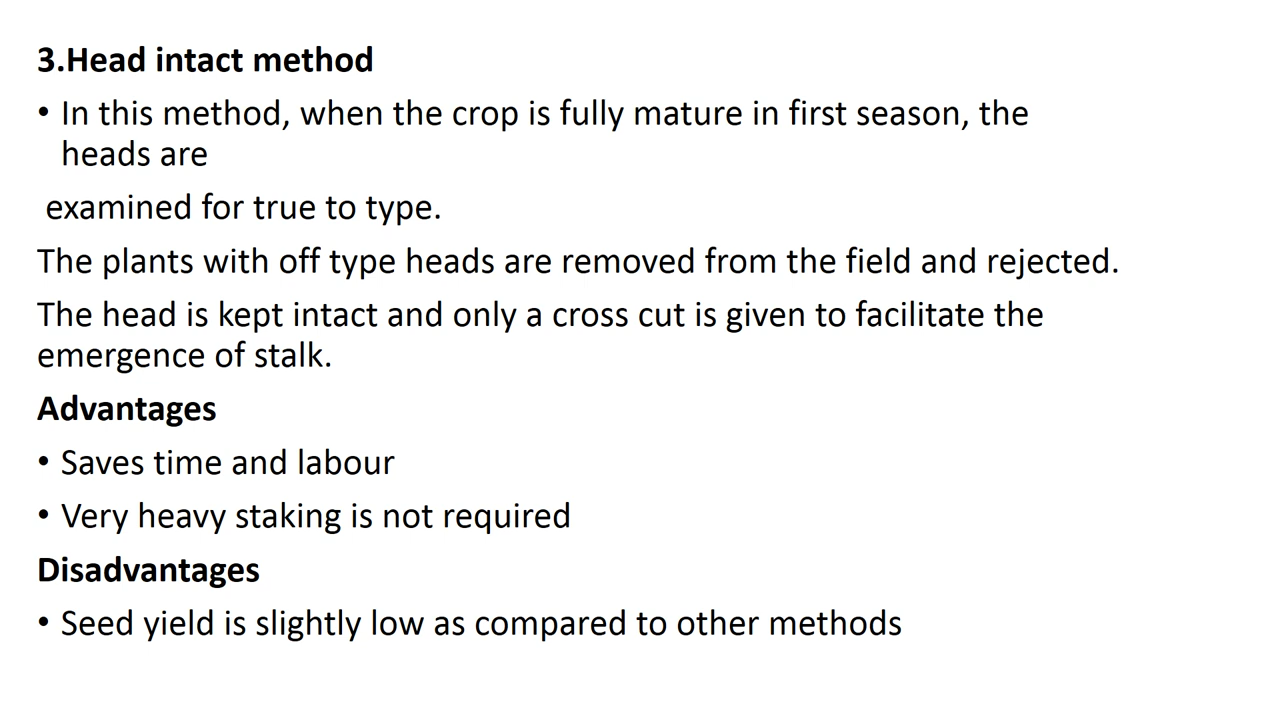 3.Head intact method
• In this method, when the crop is fully mature in first season, the
heads are
examined for true to type.
The plants with off type heads are removed from the field and rejected.
The head is kept intact and only a cross cut is given to facilitate the
emergence of stalk.
Advantages
• Saves time and labour
• Very heavy staking is not required
Disadvantages
• Seed yield is slightly low as compared to other methods